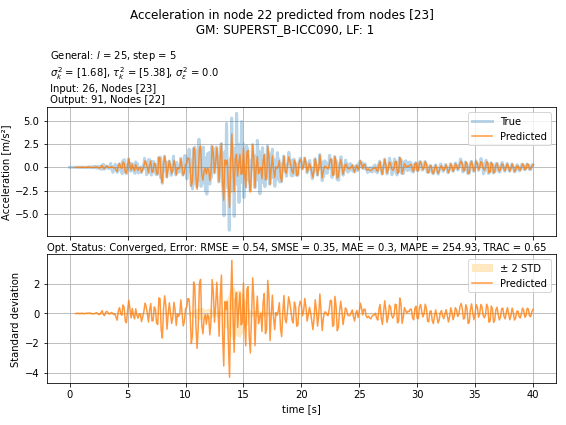 Acceleration in node 22 predicted from nodes [23]
GM: SUPERST_B-ICC090, LF: 1
General: l = 25, step = 5
σ²ₖ = [1.68], τ²ₖ = [5.38], σ²ε = 0.0
Input: 26, Nodes [23]
Output: 91, Nodes [22]
Acceleration [m/s²]
5.0
2.5
0.0
−2.5
−5.0
True
Predicted
Opt. Status: Converged, Error: RMSE = 0.54, SMSE = 0.35, MAE = 0.3, MAPE = 254.93, TRAC = 0.65
Standard deviation
2
0
−2
−4
± 2 STD
Predicted
0 5 10 15 20 25 30 35 40
time [s]